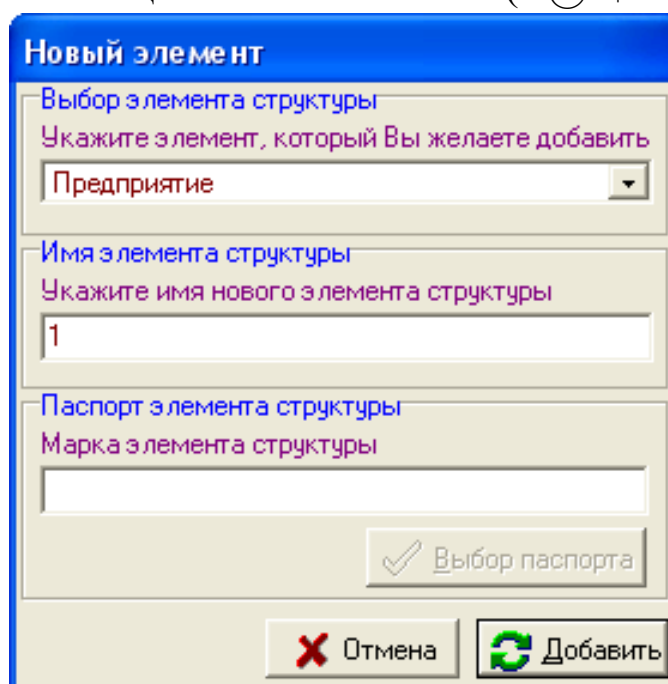 Новый элемент
Выбор элемента структуры
Укажите элемент, который Вы желаете добавить
Предприятие
Имя элемента структуры
Укажите имя нового элемента структуры
1
Паспорт элемента структуры
Марка элемента структуры
Выбор паспорта
Отмена Добавить